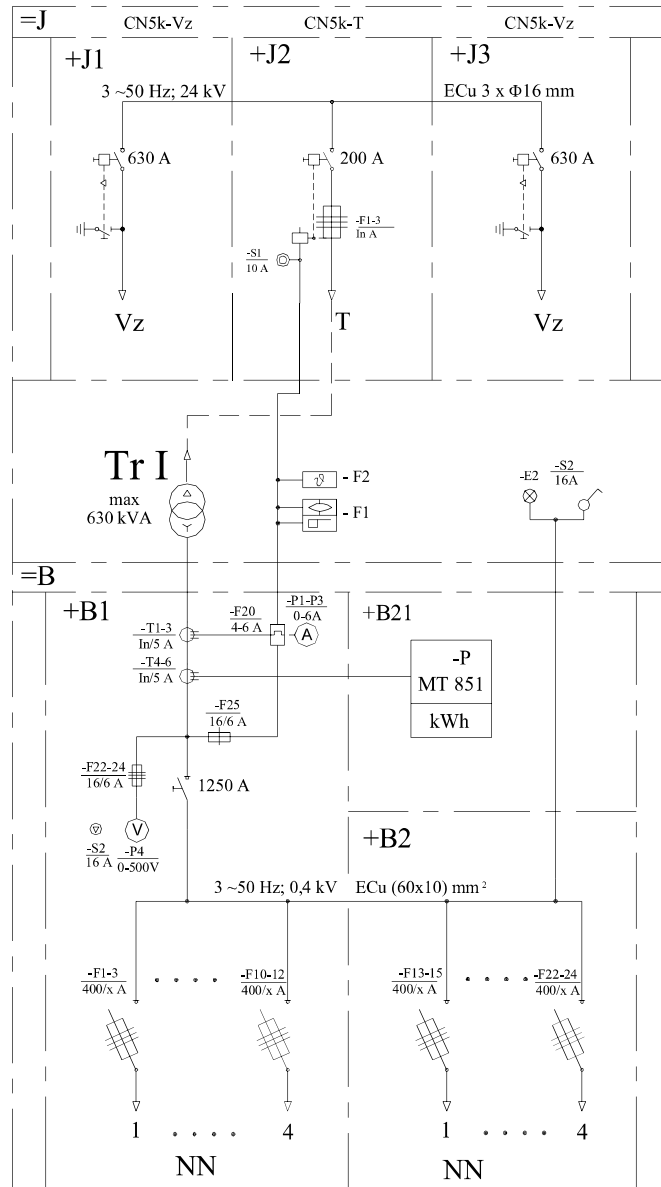 =J
CN5k-Vz
CN5k-T
CN5k-Vz
+J1
+J2
+J3
3 ~50 Hz; 24 kV
ECu 3 x Φ16 mm
630 A
200 A
630 A
-F1-3
In A
-S1
10 A
Vz
T
Vz
Tr I
max
630 kVA
ϑ
- F2
- F1
-E2
-S2
16A
=B
+B1
-F20
4-6 A
-P1-P3
0-6A
+B21
-T1-3
In/5 A
A
-T4-6
In/5 A
-P
MT 851
kWh
-F25
16/6 A
-F22-24
16/6 A
1250 A
V
-S2
16 A
-P4
0-500V
+B2
3 ~50 Hz; 0,4 kV
ECu (60x10) mm²
-F1-3
400/x A
-F10-12
400/x A
-F13-15
400/x A
-F22-24
400/x A
1 . . . . 4
1 . . . . 4
NN
NN